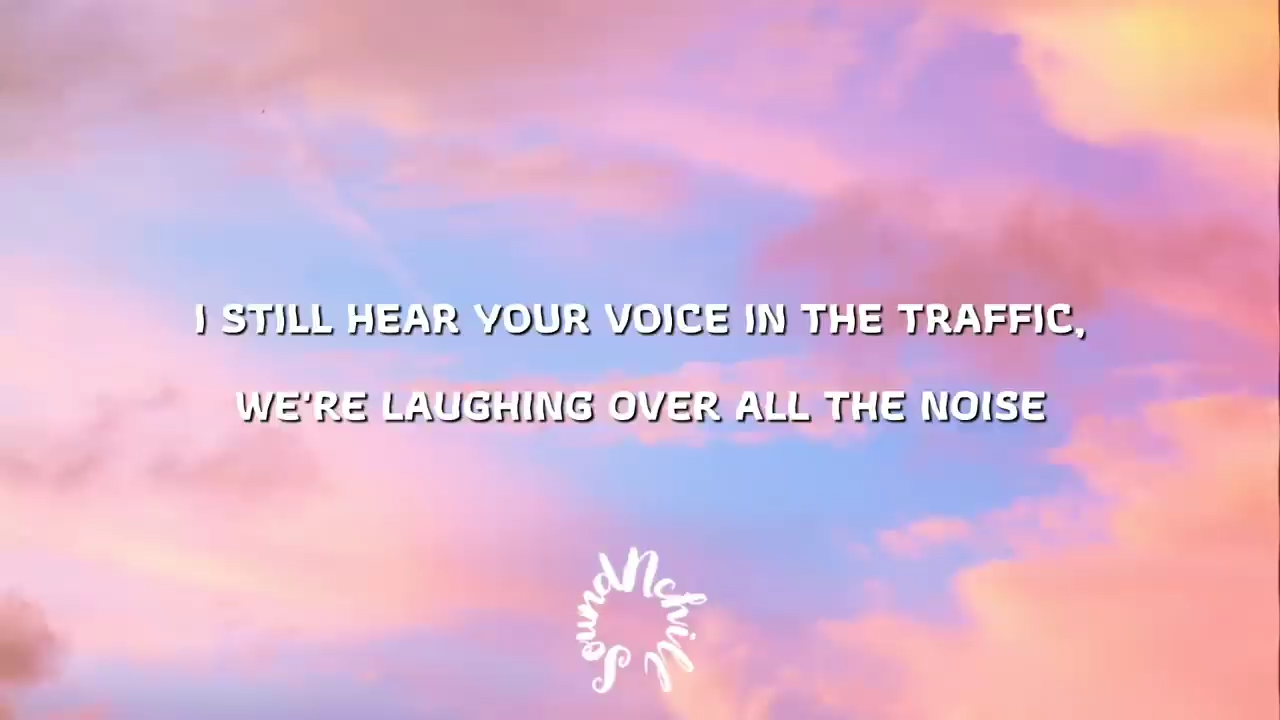 I STILL HEAR YOUR VOICE IN THE TRAFFIC,
WE'RE LAUGHING OVER ALL THE NOISE
SoundNchill